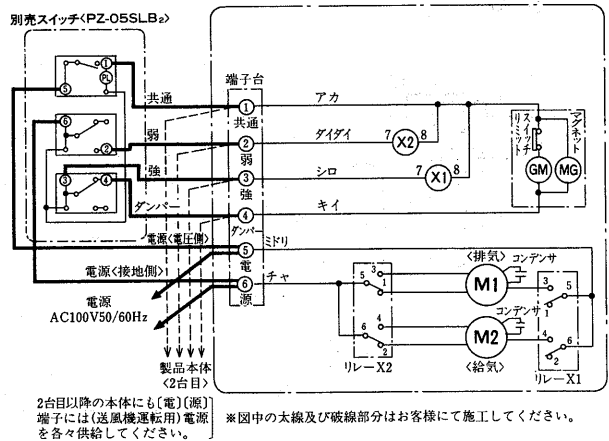 別売スイッチ〈PZ-05SLB₂〉
① PL ⑤
⑥ ②
③ ④
共通
弱
強
ダンパー
電源〈電圧側〉
電源〈接地側〉
電源
AC100V50/60Hz
端子台
① 共通
② 弱
③ 強
④ ダンパー
⑤ 電
⑥ 源
アカ
ダイダイ
シロ
キイ
ミドリ
チャ
7 X2 8
7 X1 8
リミットスイッチ
マグネット
GM MG
〈排気〉 コンデンサ
M1
コンデンサ
M2
〈給気〉
5 3 1
6 4 2
リレーX2
3 5 1
4 6 2
リレーX1
製品本体
〈2台目〉
2台目以降の本体にも〔電〕〔源〕
端子には(送風機運転用)電源
を各々供給してください。
※図中の太線及び破線部分はお客様にて施工してください。